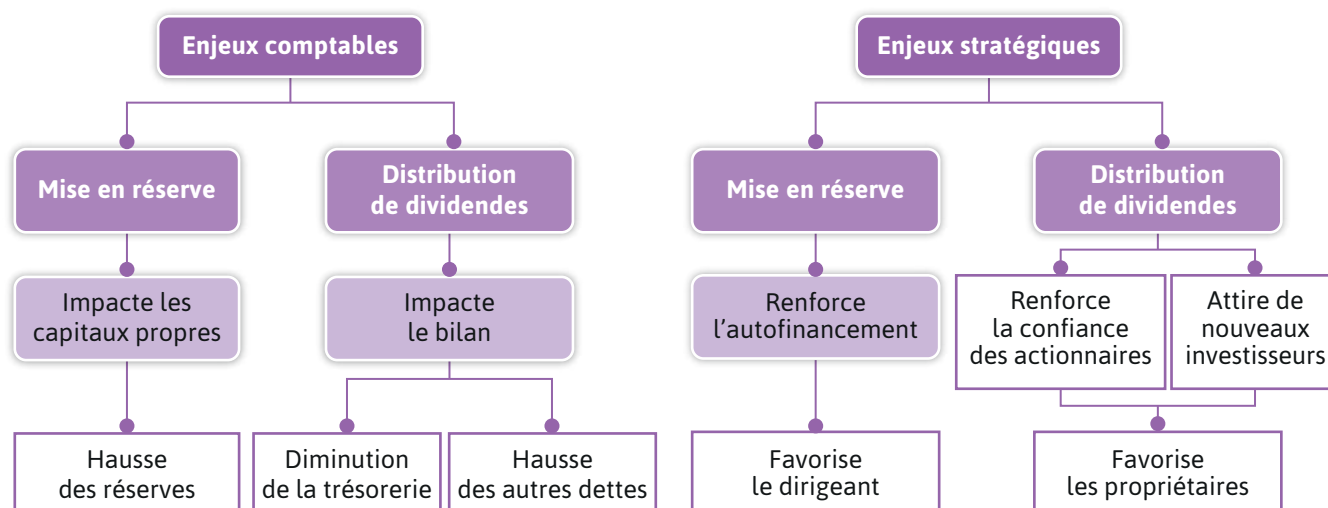 Enjeux comptables
Mise en réserve
Distribution
de dividendes
Impacte les
capitaux propres
Impacte
le bilan
Hausse
des réserves
Diminution
de la trésorerie
Hausse
des autres dettes
Enjeux stratégiques
Mise en réserve
Distribution
de dividendes
Renforce
l’autofinancement
Renforce
la confiance
des actionnaires
Attire de
nouveaux
investisseurs
Favorise
le dirigeant
Favorise
les propriétaires